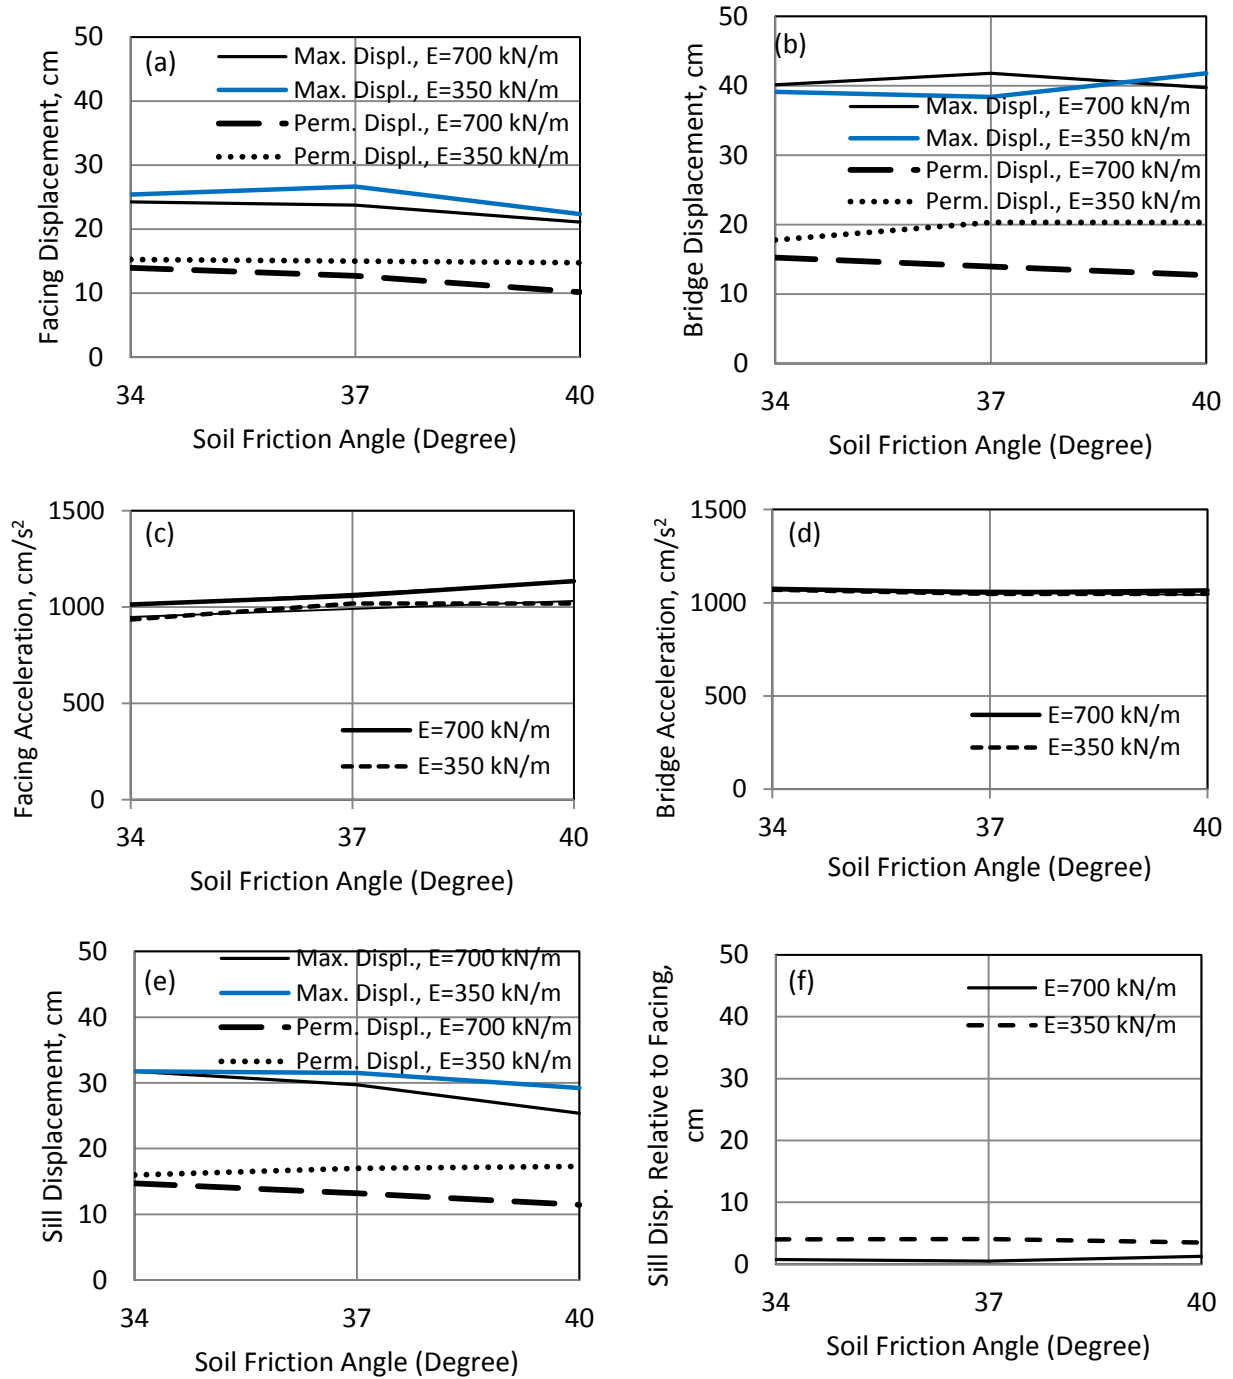 (a)
Max. Displ., E=700 kN/m
Max. Displ., E=350 kN/m
Perm. Displ., E=700 kN/m
Perm. Displ., E=350 kN/m
Facing Displacement, cm
50
40
30
20
10
0
34
37
40
Soil Friction Angle (Degree)
(b)
Max. Displ., E=700 kN/m
Max. Displ., E=350 kN/m
Perm. Displ., E=700 kN/m
Perm. Displ., E=350 kN/m
Bridge Displacement, cm
50
40
30
20
10
0
34
37
40
Soil Friction Angle (Degree)
(c)
Facing Acceleration, cm/s²
1500
1000
500
0
E=700 kN/m
E=350 kN/m
34
37
40
Soil Friction Angle (Degree)
(d)
Bridge Acceleration, cm/s²
1500
1000
500
0
E=700 kN/m
E=350 kN/m
34
37
40
Soil Friction Angle (Degree)
(e)
Max. Displ., E=700 kN/m
Max. Displ., E=350 kN/m
Perm. Displ., E=700 kN/m
Perm. Displ., E=350 kN/m
Sill Displacement, cm
50
40
30
20
10
0
34
37
40
Soil Friction Angle (Degree)
(f)
E=700 kN/m
E=350 kN/m
Sill Disp. Relative to Facing,
cm
50
40
30
20
10
0
34
37
40
Soil Friction Angle (Degree)